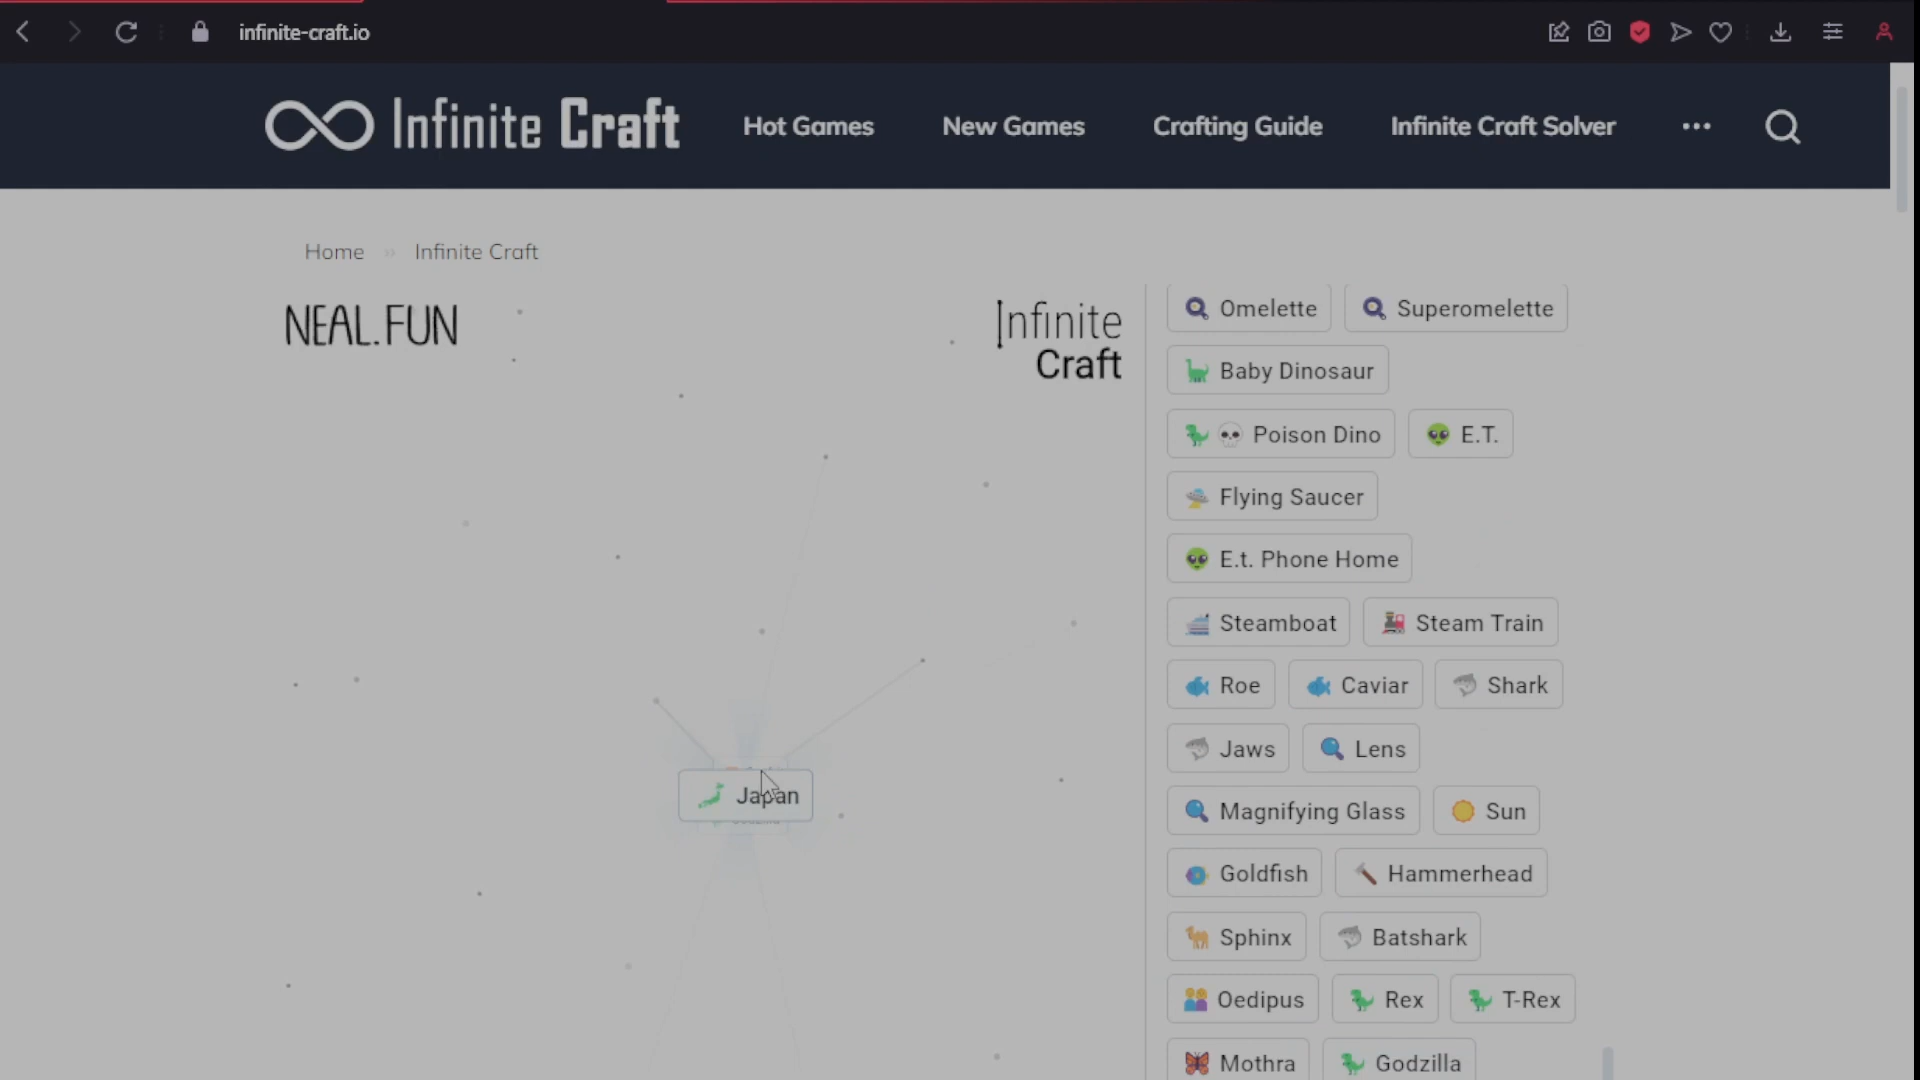 infinite-craft.io
Infinite Craft Hot Games New Games Crafting Guide Infinite Craft Solver ...
Home » Infinite Craft
NEAL.FUN
Infinite
Craft
Omelette Superomelette
Baby Dinosaur
Poison Dino E.T.
Flying Saucer
E.t. Phone Home
Steamboat Steam Train
Roe Caviar Shark
Jaws Lens
Japan
Magnifying Glass Sun
Goldfish Hammerhead
Sphinx Batshark
Oedipus Rex T-Rex
Mothra Godzilla